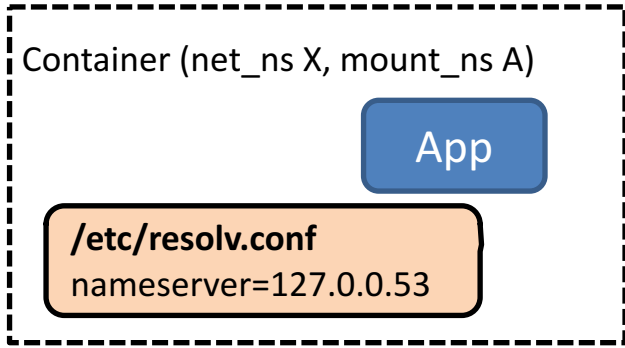 Container (net_ns X, mount_ns A)
App
/etc/resolv.conf
nameserver=127.0.0.53